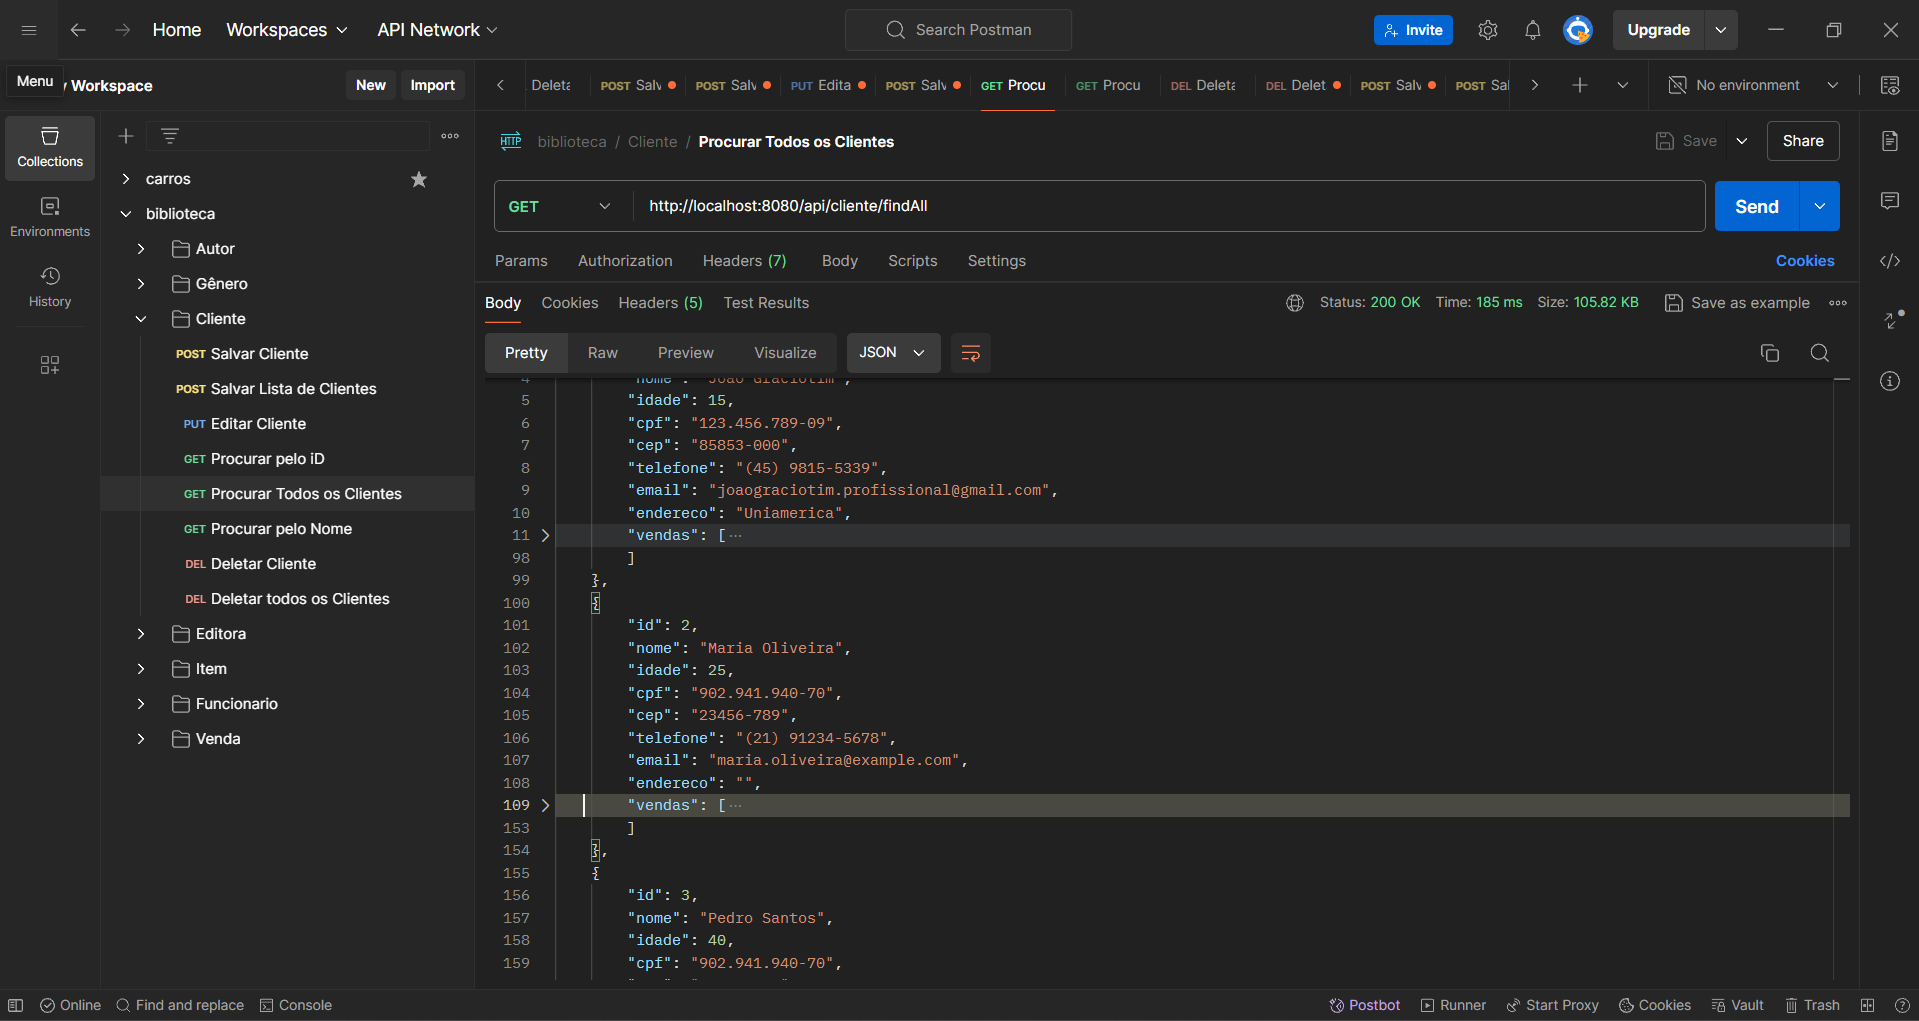 Home
Workspaces
API Network
Search Postman
Invite
Upgrade
Menu
Workspace
New
Import
Deleta
POST Salv
POST Salv
PUT Edita
POST Salv
GET Procu
GET Procu
DEL Deleta
DEL Delet
POST Salv
POST Sal
No environment
Collections
Environments
History
carros
biblioteca
Autor
Gênero
Cliente
POST Salvar Cliente
POST Salvar Lista de Clientes
PUT Editar Cliente
GET Procurar pelo iD
GET Procurar Todos os Clientes
GET Procurar pelo Nome
DEL Deletar Cliente
DEL Deletar todos os Clientes
Editora
Item
Funcionario
Venda
HTTP biblioteca / Cliente / Procurar Todos os Clientes
Save
Share
GET http://localhost:8080/api/cliente/findAll
Send
Params Authorization Headers (7) Body Scripts Settings
Cookies
Body Cookies Headers (5) Test Results
Status: 200 OK Time: 185 ms Size: 105.82 KB
Save as example
Pretty Raw Preview Visualize JSON
4 "nome": "João Graciotim",
5 "idade": 15,
6 "cpf": "123.456.789-09",
7 "cep": "85853-000",
8 "telefone": "(45) 9815-5339",
9 "email": "joaograciotim.profissional@gmail.com",
10 "endereco": "Uniamerica",
11 "vendas": [ ···
98 ]
99 },
100 {
101 "id": 2,
102 "nome": "Maria Oliveira",
103 "idade": 25,
104 "cpf": "902.941.940-70",
105 "cep": "23456-789",
106 "telefone": "(21) 91234-5678",
107 "email": "maria.oliveira@example.com",
108 "endereco": "",
109 "vendas": [ ···
153 ]
154 },
155 {
156 "id": 3,
157 "nome": "Pedro Santos",
158 "idade": 40,
159 "cpf": "902.941.940-70",
Online
Find and replace
Console
Postbot
Runner
Start Proxy
Cookies
Vault
Trash